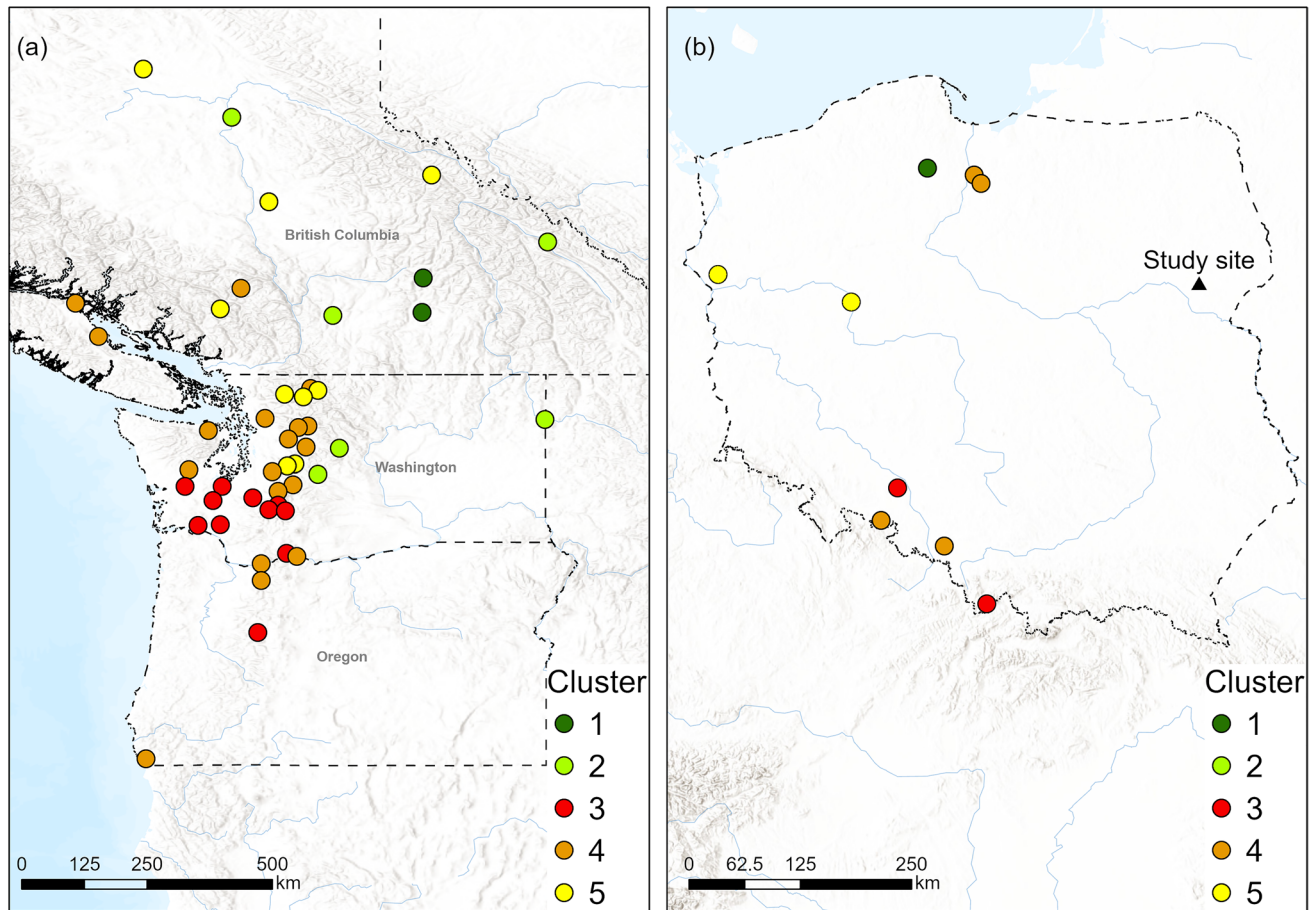 (a)
British Columbia
Washington
Oregon
Cluster
1
2
3
4
5
0 125 250 500
km
(b)
Study site
Cluster
1
2
3
4
5
0 62.5 125 250
km